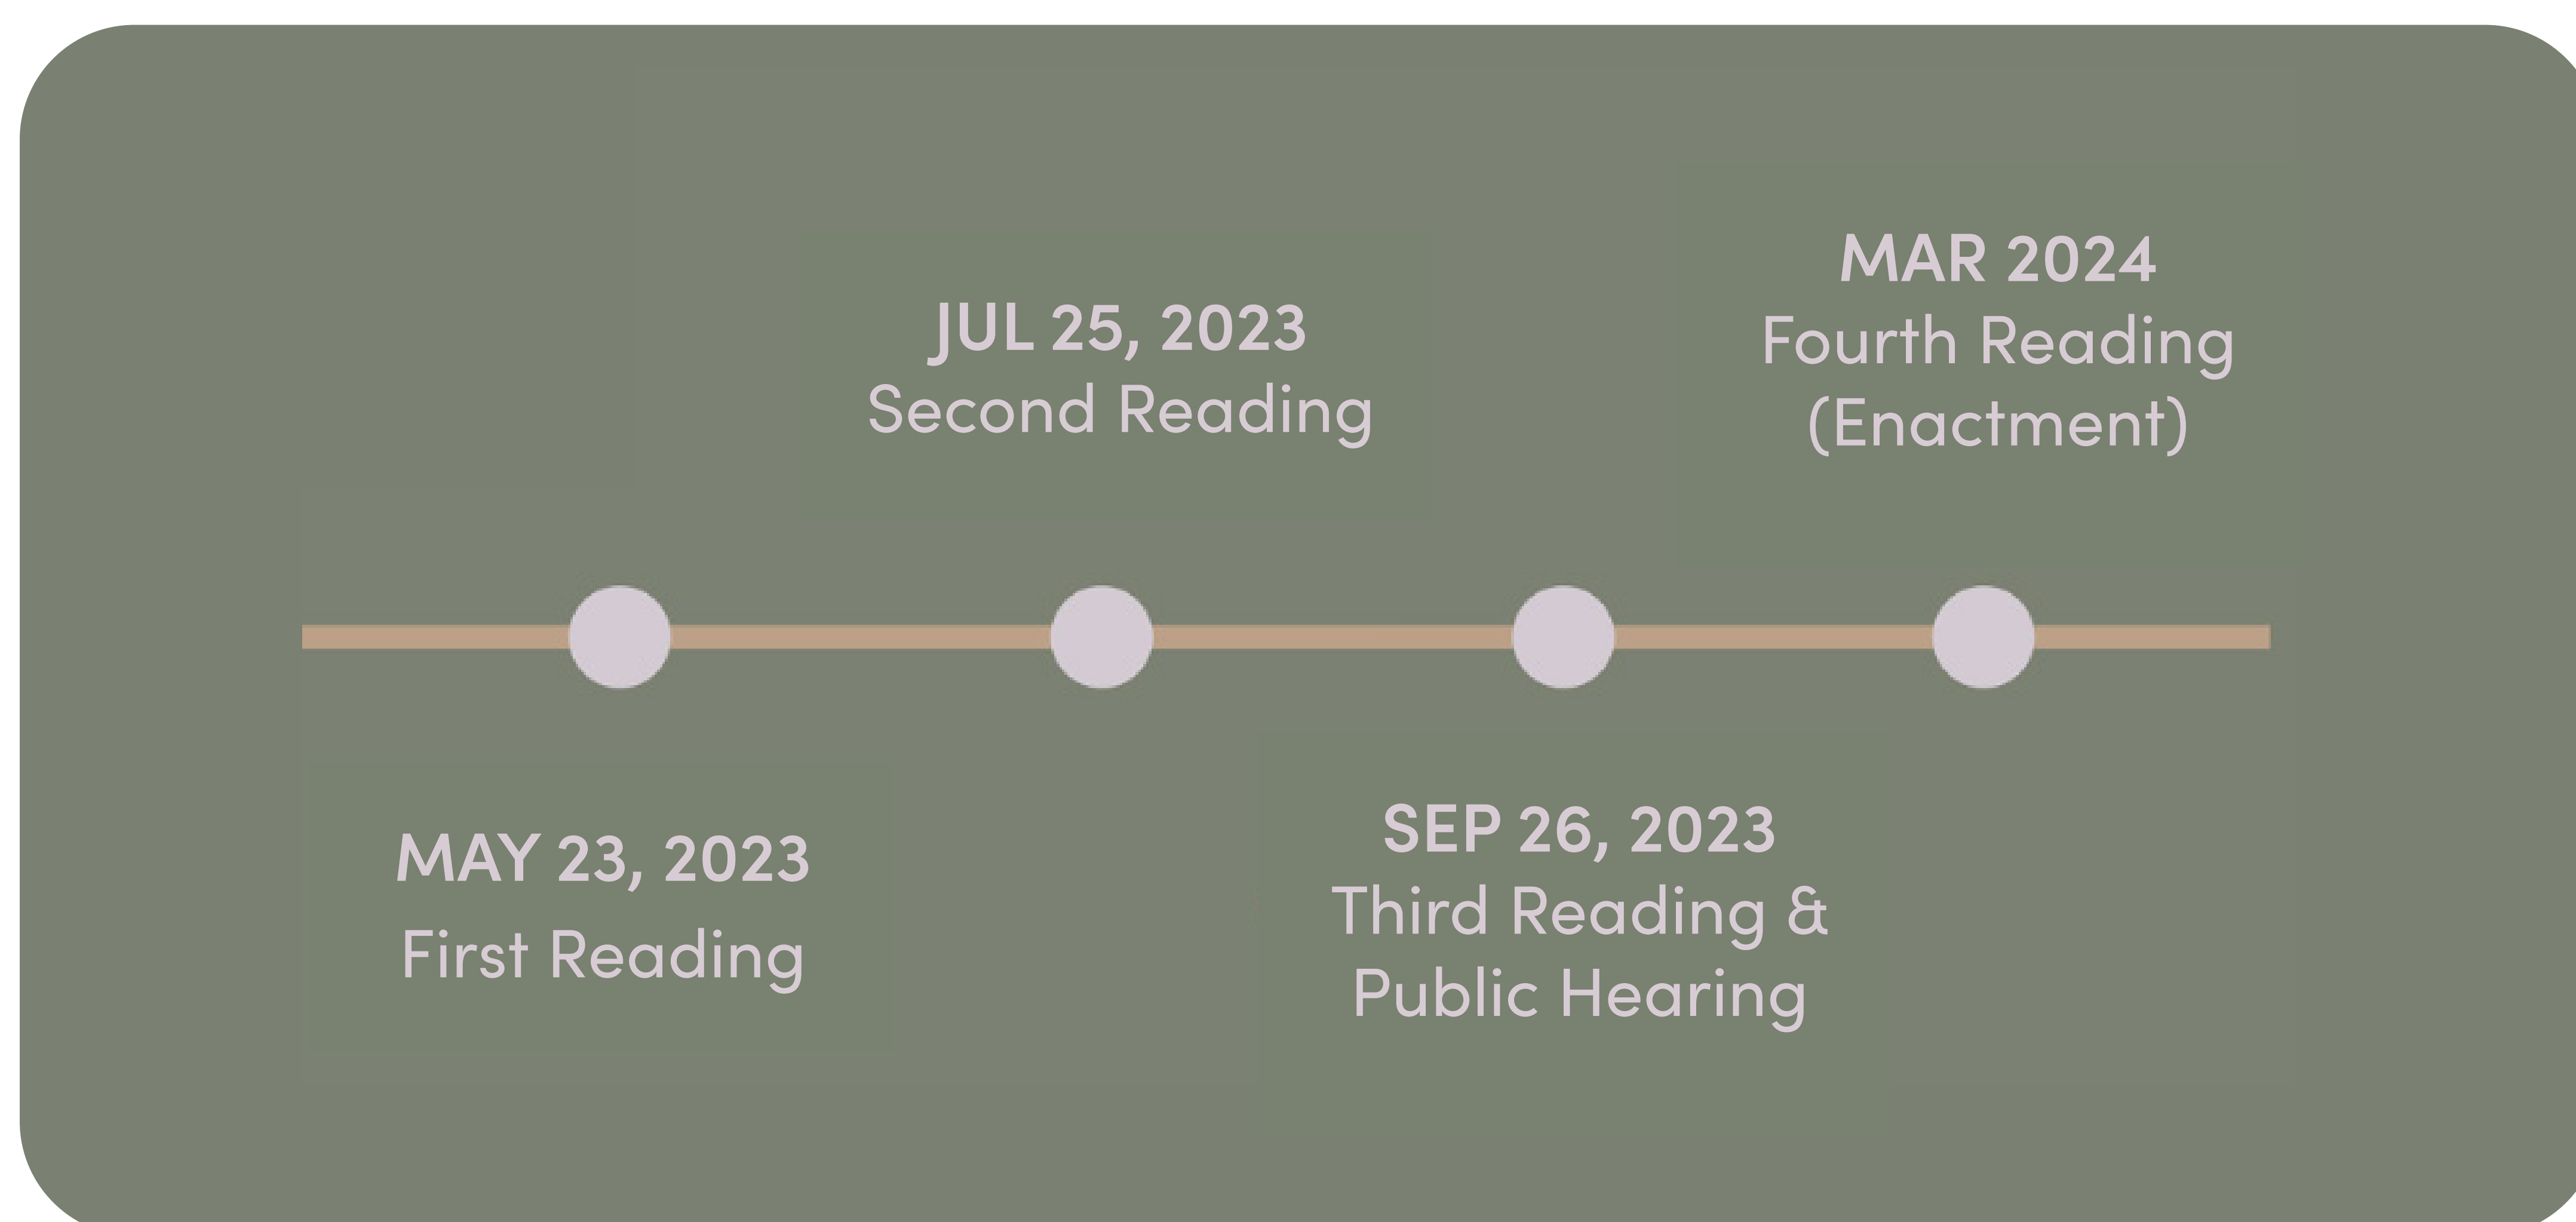 MAY 23, 2023
First Reading
JUL 25, 2023
Second Reading
SEP 26, 2023
Third Reading &
Public Hearing
MAR 2024
Fourth Reading
(Enactment)